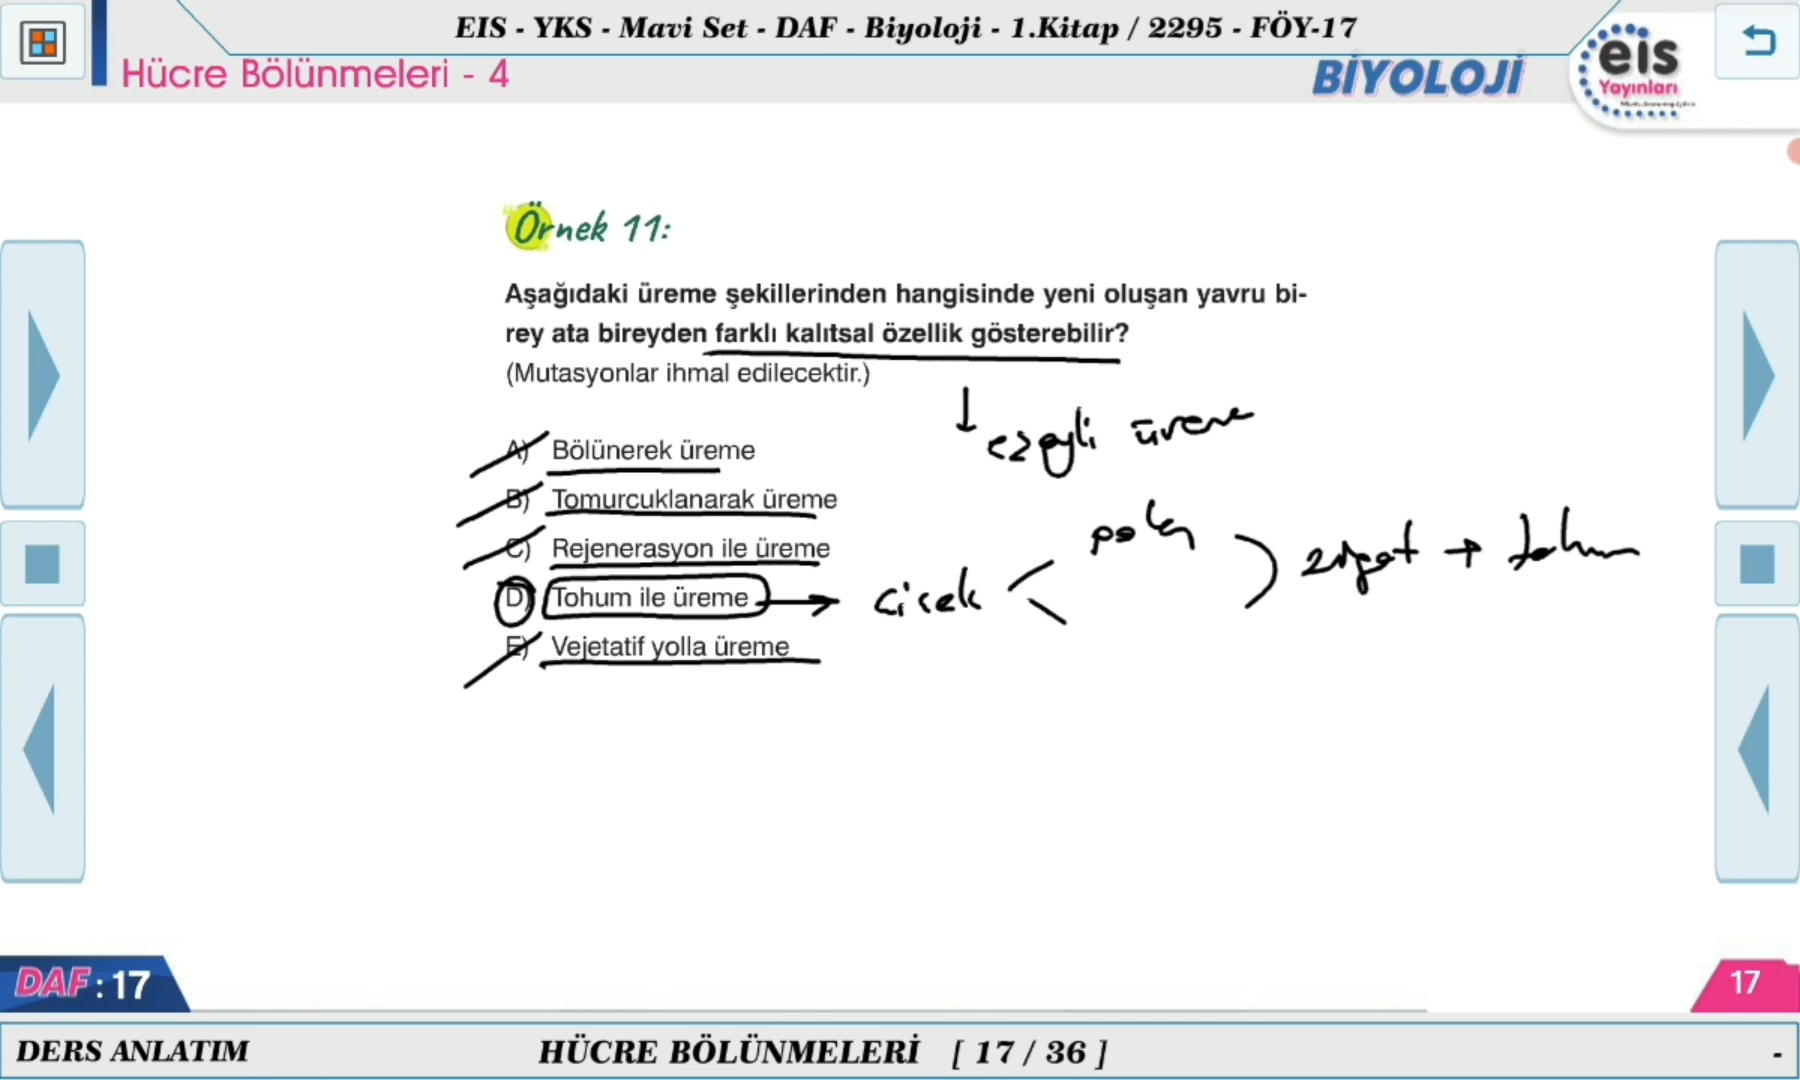 EIS - YKS - Mavi Set - DAF - Biyoloji - 1.Kitap / 2295 - FÖY-17
Hücre Bölünmeleri - 4
BİYOLOJİ
eis
Yayınları
Örnek 11:
Aşağıdaki üreme şekillerinden hangisinde yeni oluşan yavru bi-
rey ata bireyden farklı kalıtsal özellik gösterebilir?
(Mutasyonlar ihmal edilecektir.)
↓
eşeyli üreme
A) Bölünerek üreme
B) Tomurcuklanarak üreme
C) Rejenerasyon ile üreme
D) Tohum ile üreme → çiçek < polen ) zigot → tohum
E) Vejetatif yolla üreme
DAF : 17
17
DERS ANLATIM
HÜCRE BÖLÜNMELERİ [ 17 / 36 ]
-